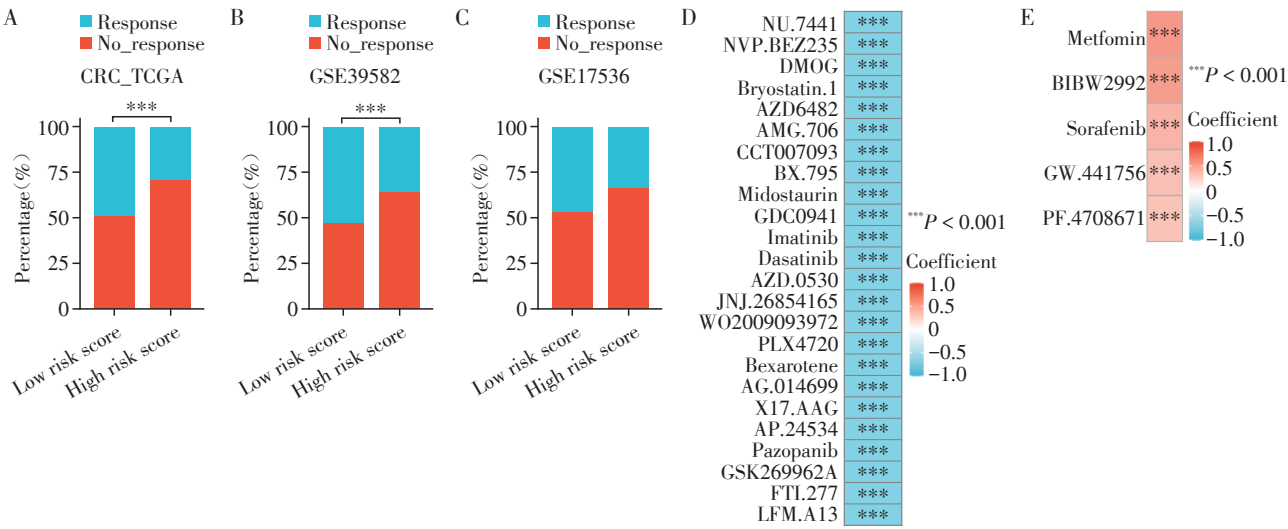 A
Response
No_response
CRC_TCGA
***
100
75
50
25
0
Percentage(%)
Low risk score
High risk score
B
Response
No_response
GSE39582
***
100
75
50
25
0
Percentage(%)
Low risk score
High risk score
C
Response
No_response
GSE17536
100
75
50
25
0
Percentage(%)
Low risk score
High risk score
D
NU.7441 ***
NVP.BEZ235 ***
DMOG ***
Bryostatin.1 ***
AZD6482 ***
AMG.706 ***
CCT007093 ***
BX.795 ***
Midostaurin ***
GDC0941 ***
Imatinib ***
Dasatinib ***
AZD.0530 ***
JNJ.26854165 ***
WO2009093972 ***
PLX4720 ***
Bexarotene ***
AG.014699 ***
X17.AAG ***
AP.24534 ***
Pazopanib ***
GSK269962A ***
FTI.277 ***
LFM.A13 ***
***P < 0.001
Coefficient
1.0
0.5
0
−0.5
−1.0
E
Metfomin ***
BIBW2992 ***
Sorafenib ***
GW.441756 ***
PF.4708671 ***
***P < 0.001
Coefficient
1.0
0.5
0
−0.5
−1.0